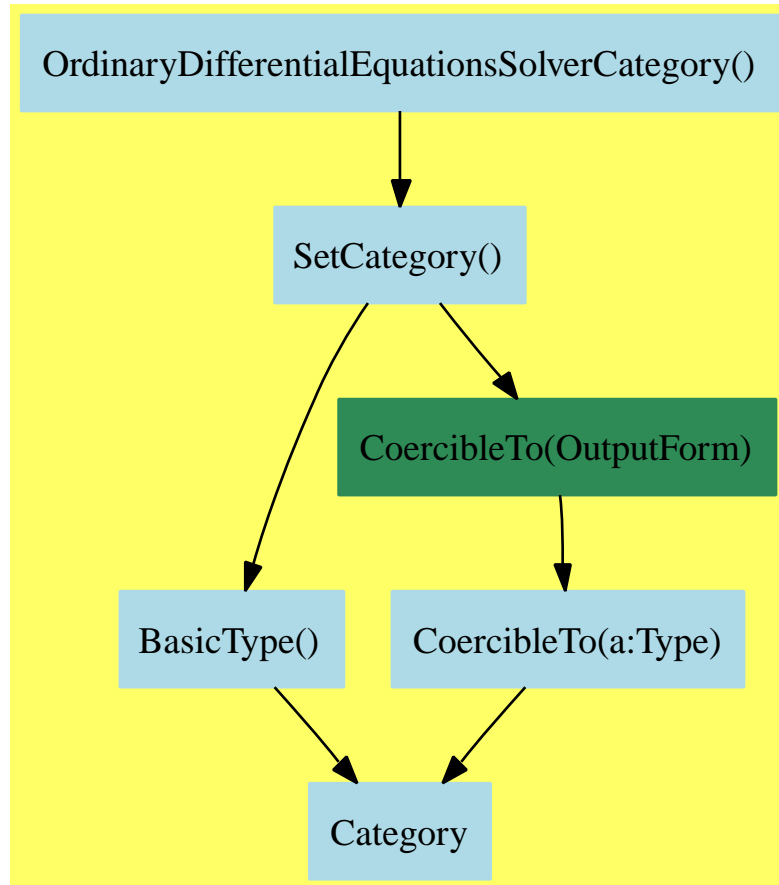 OrdinaryDifferentialEquationsSolverCategory()
SetCategory()
CoercibleTo(OutputForm)
BasicType()
CoercibleTo(a:Type)
Category